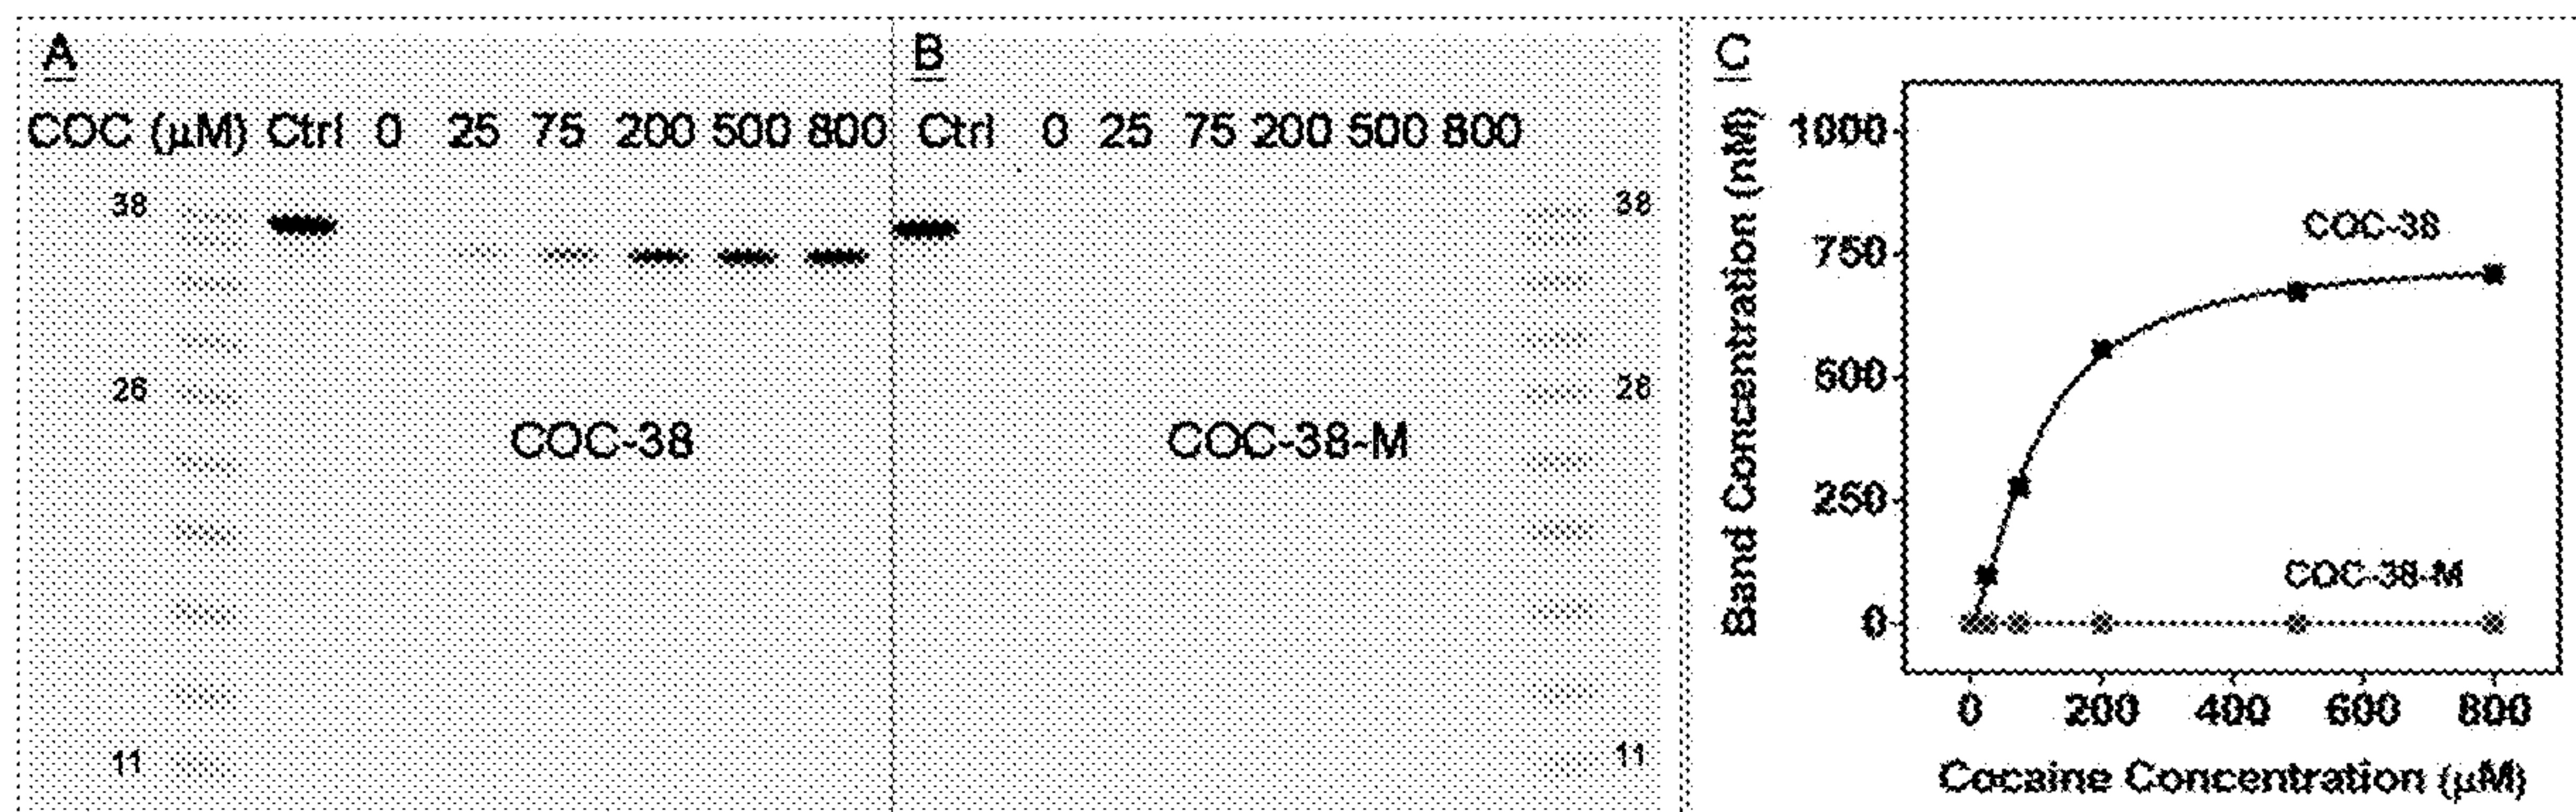 A
COC (µM) Ctrl 0 25 75 200 500 800
38
26
11
COC-38
B
Ctrl 0 25 75 200 500 800
38
26
11
COC-38-M
C
Band Concentration (nM)
1000
750
500
250
0
COC-38
COC-38-M
0 200 400 600 800
Cocaine Concentration (µM)